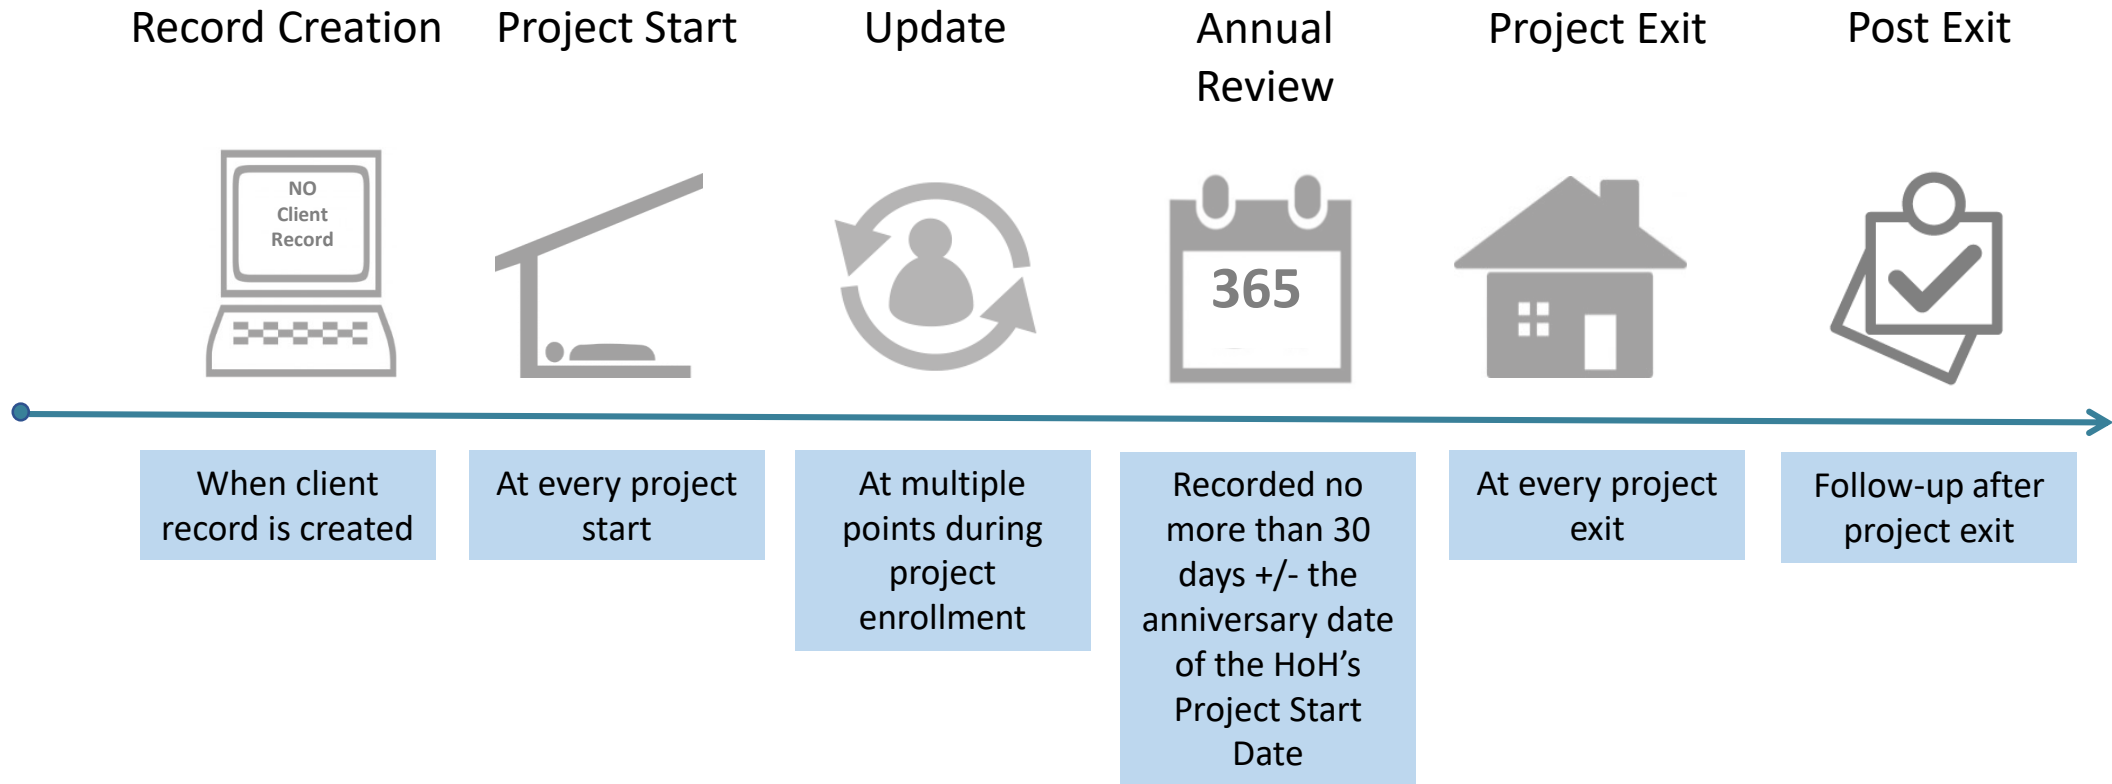 Record Creation
Project Start
Update
Annual
Review
Project Exit
Post Exit
NO
Client
Record
365
When client
record is created
At every project
start
At multiple
points during
project
enrollment
Recorded no
more than 30
days +/- the
anniversary date
of the HoH’s
Project Start
Date
At every project
exit
Follow-up after
project exit